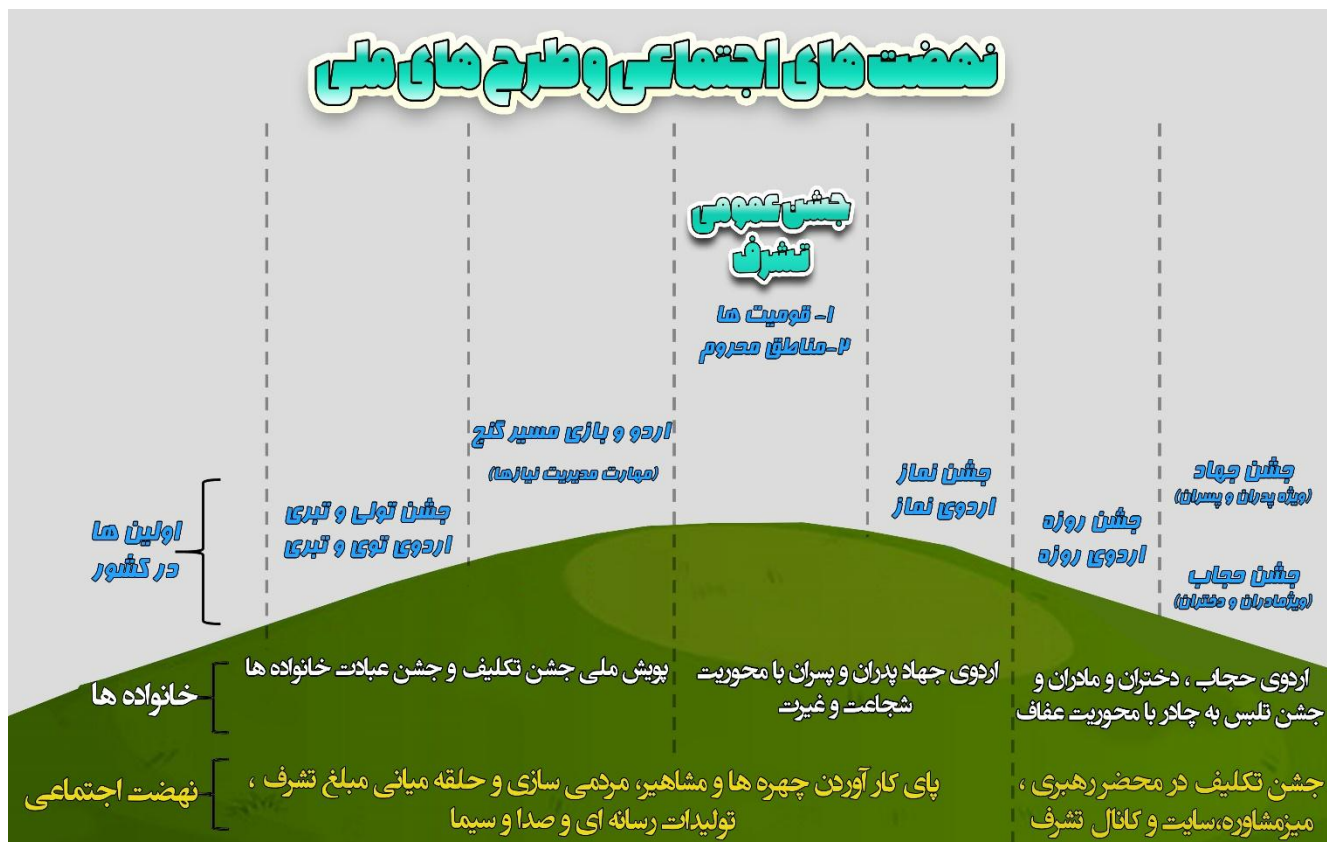 نهضت های اجتماعی و طرح های ملی
جشن عمومی
تشرف
۱- قومیت ها
۲-مناطق محروم
جشن جهاد
(ویژه پدران و پسران)
جشن حجاب
(ویژمادران و دختران)
جشن روزه
اردوی روزه
جشن نماز
اردوی نماز
اردو و بازی مسیر گنج
(مهارت مدیریت نیازها)
جشن تولی و تبری
اردوی توی و تبری
اولین ها
در کشور
اردوی حجاب ، دختران و مادران و
جشن تلبس به چادر با محوریت عفاف
اردوی جهاد پدران و پسران با محوریت
شجاعت و غیرت
پویش ملی جشن تکلیف و جشن عبادت خانواده ها
خانواده ها
جشن تکلیف در محضر رهبری ،
میزمشاوره،سایت و کانال تشرف
پای کار آوردن چهره ها و مشاهیر، مردمی سازی و حلقه میانی مبلغ تشرف ،
تولیدات رسانه ای و صدا و سیما
نهضت اجتماعی